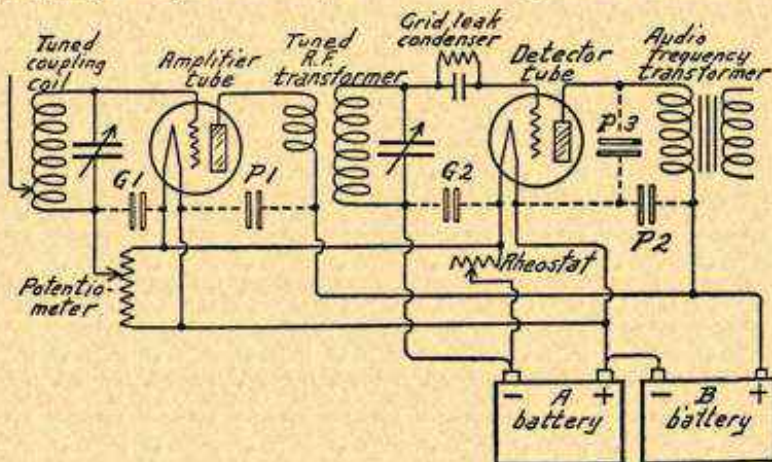 Tuned
coupling
coil
Amplifier
tube
Tuned
R.F.
transformer
Grid leak
condenser
Detector
tube
Audio
frequency
transformer
G1
P1
G2
P.3
P2
Potentio-
meter
Rheostat
- A +
battery
- B +
battery